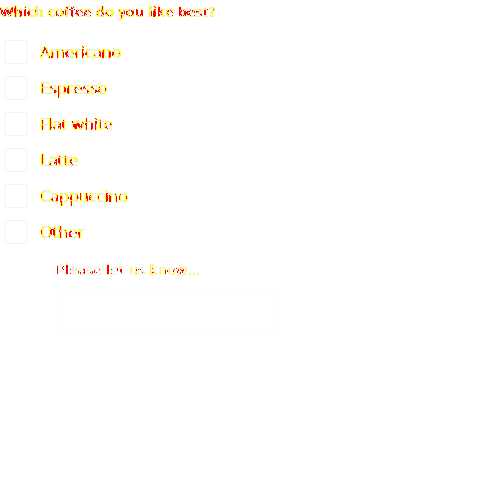 Which coffee do you like best?
Americano
Espresso
Flat white
Latte
Cappuccino
Other
Please let us know...